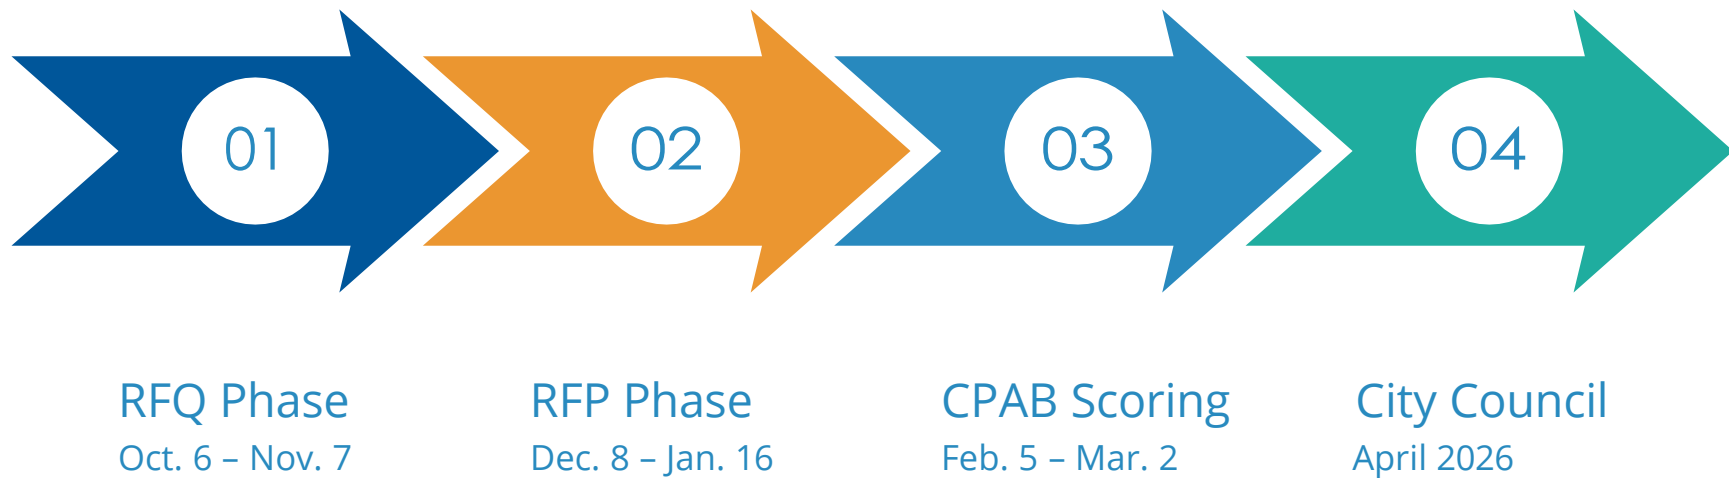 01
02
03
04
RFQ Phase
Oct. 6 – Nov. 7
RFP Phase
Dec. 8 – Jan. 16
CPAB Scoring
Feb. 5 – Mar. 2
City Council
April 2026